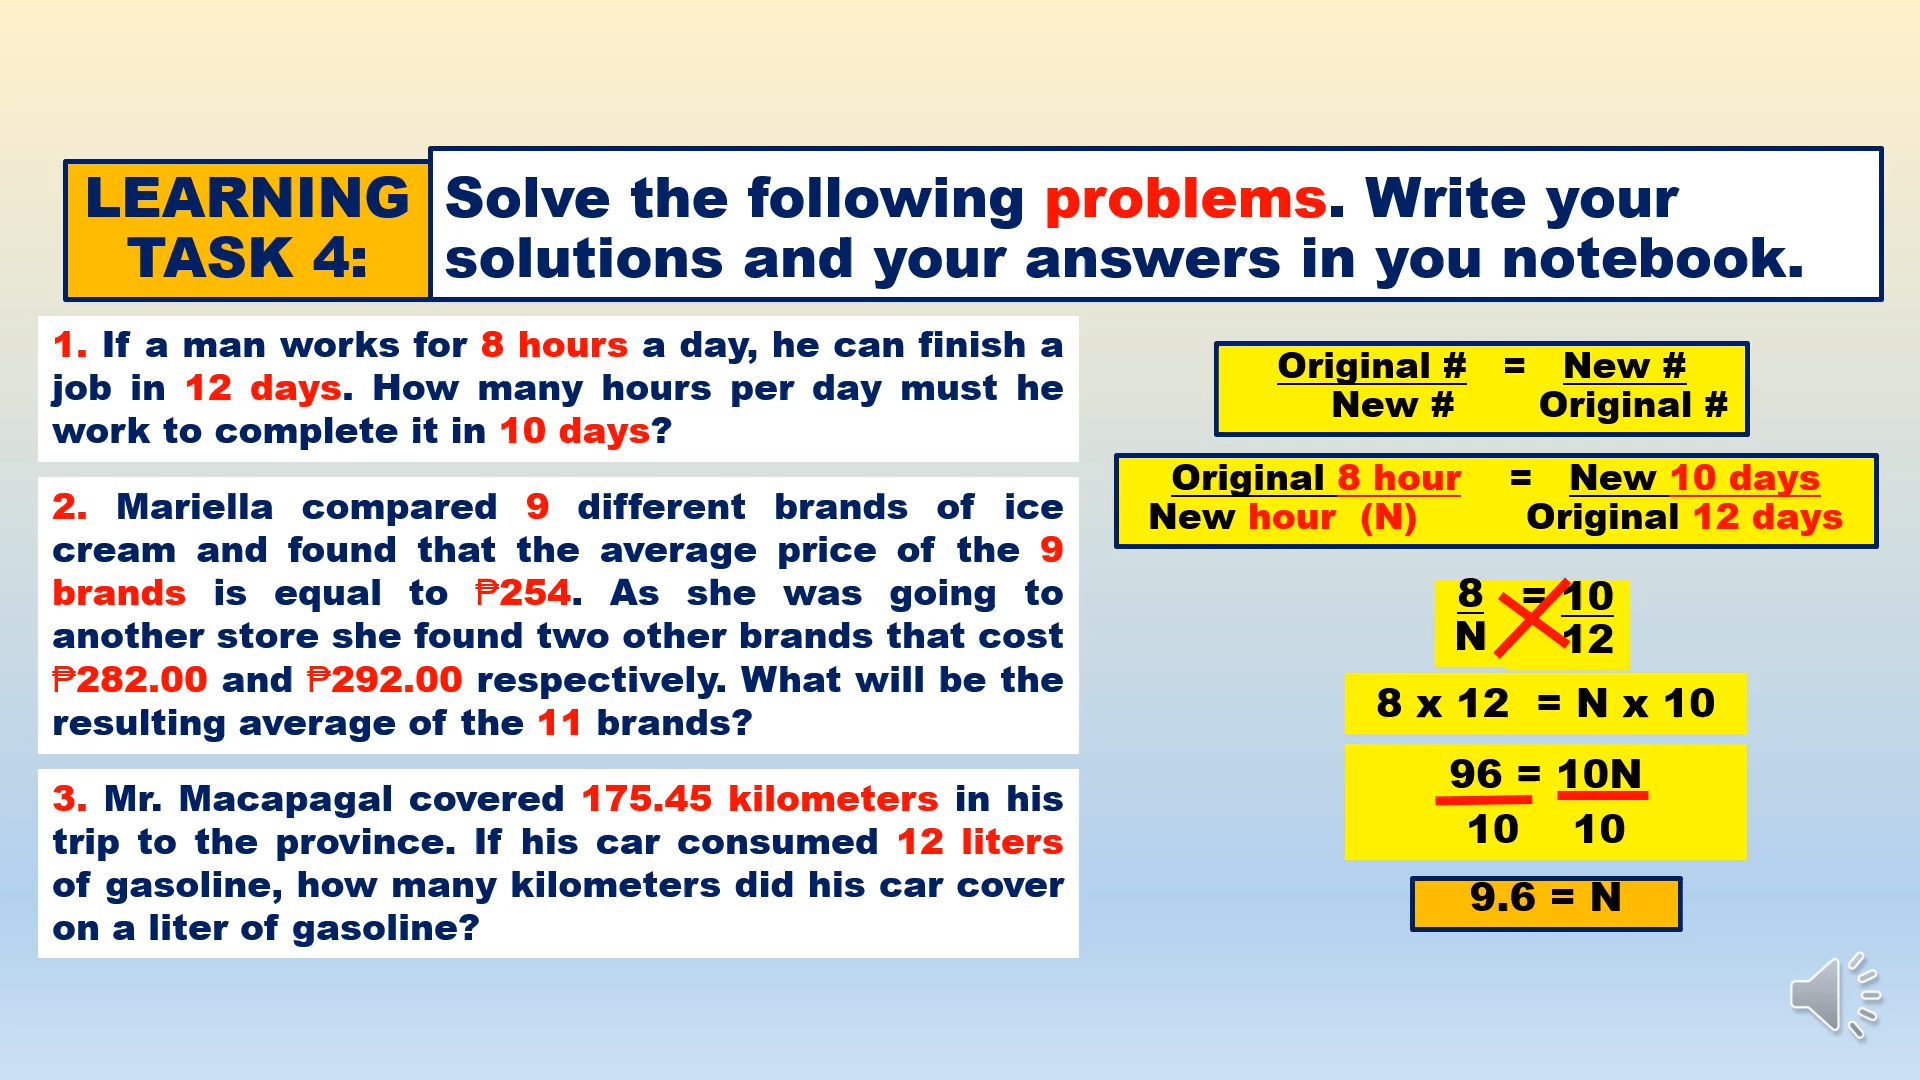 LEARNING
TASK 4:
Solve the following problems. Write your
solutions and your answers in you notebook.
1. If a man works for 8 hours a day, he can finish a
job in 12 days. How many hours per day must he
work to complete it in 10 days?
2. Mariella compared 9 different brands of ice
cream and found that the average price of the 9
brands is equal to ₱254. As she was going to
another store she found two other brands that cost
₱282.00 and ₱292.00 respectively. What will be the
resulting average of the 11 brands?
3. Mr. Macapagal covered 175.45 kilometers in his
trip to the province. If his car consumed 12 liters
of gasoline, how many kilometers did his car cover
on a liter of gasoline?
Original # = New #
New # Original #
Original 8 hour = New 10 days
New hour (N) Original 12 days
8 = 10
N 12
8 x 12 = N x 10
96 = 10N
10 10
9.6 = N